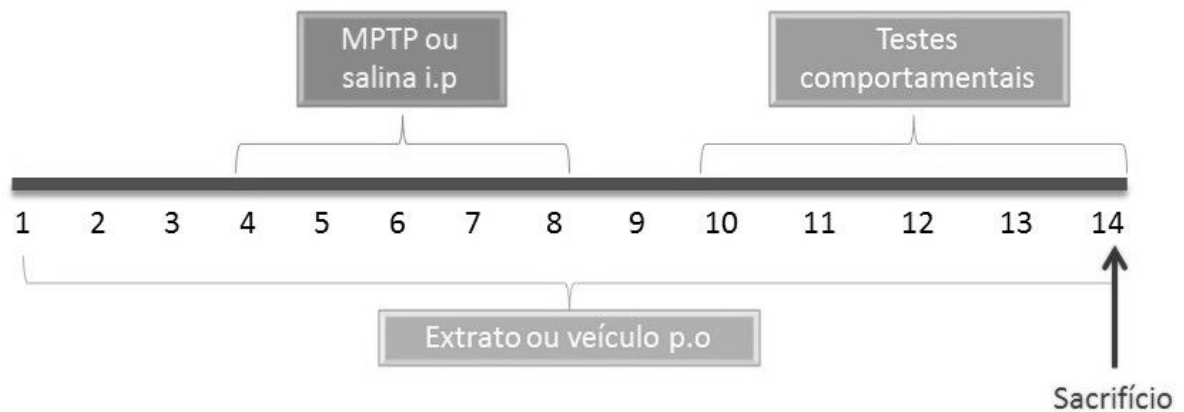 MPTP ou
salina i.p
Testes
comportamentais
1 2 3 4 5 6 7 8 9 10 11 12 13 14
Extrato ou veículo p.o
Sacrifício